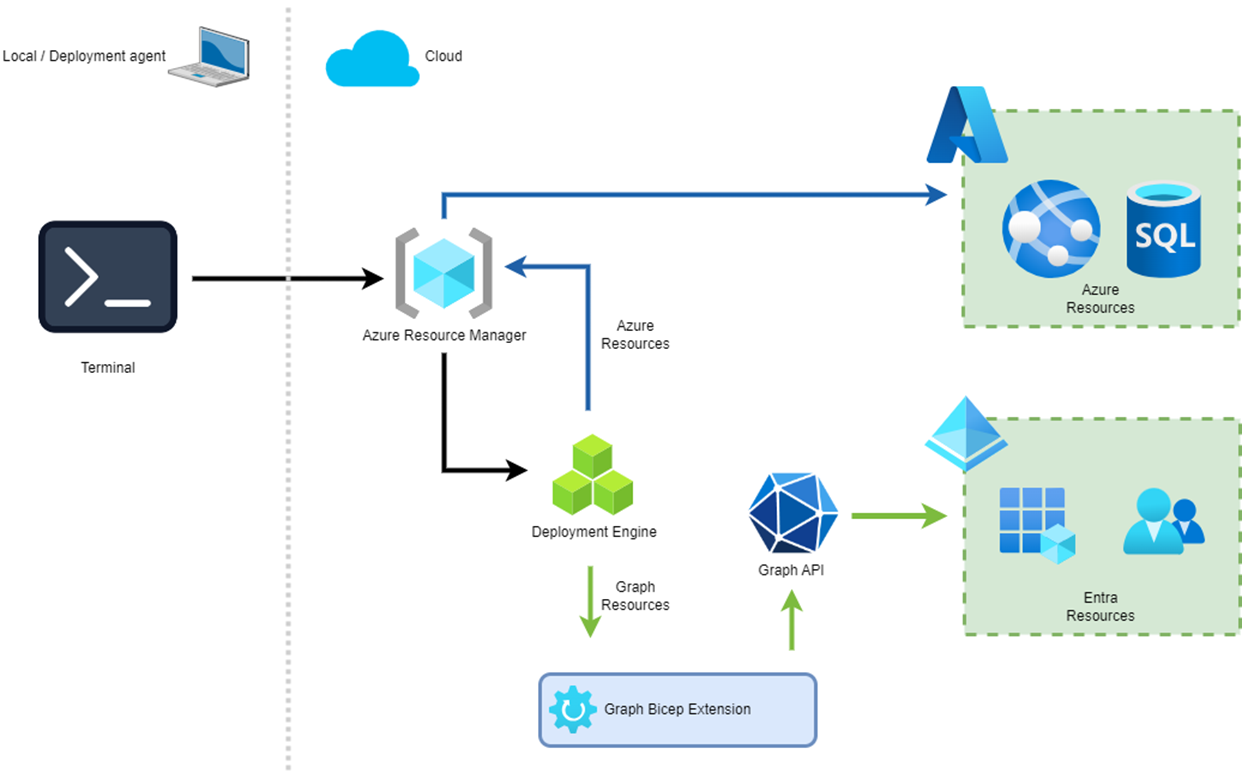 Local / Deployment agent
Cloud
SQL
Azure
Resources
Azure Resource Manager
Azure
Resources
Terminal
Deployment Engine
Graph API
Graph
Resources
Entra
Resources
Graph Bicep Extension